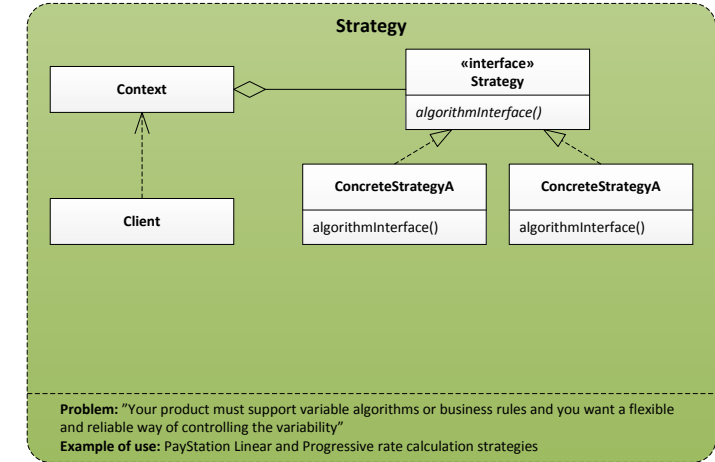 Strategy
Context
«interface»
Strategy
algorithmInterface()
ConcreteStrategyA
algorithmInterface()
ConcreteStrategyA
algorithmInterface()
Client
Problem: ”Your product must support variable algorithms or business rules and you want a flexible
and reliable way of controlling the variability”
Example of use: PayStation Linear and Progressive rate calculation strategies